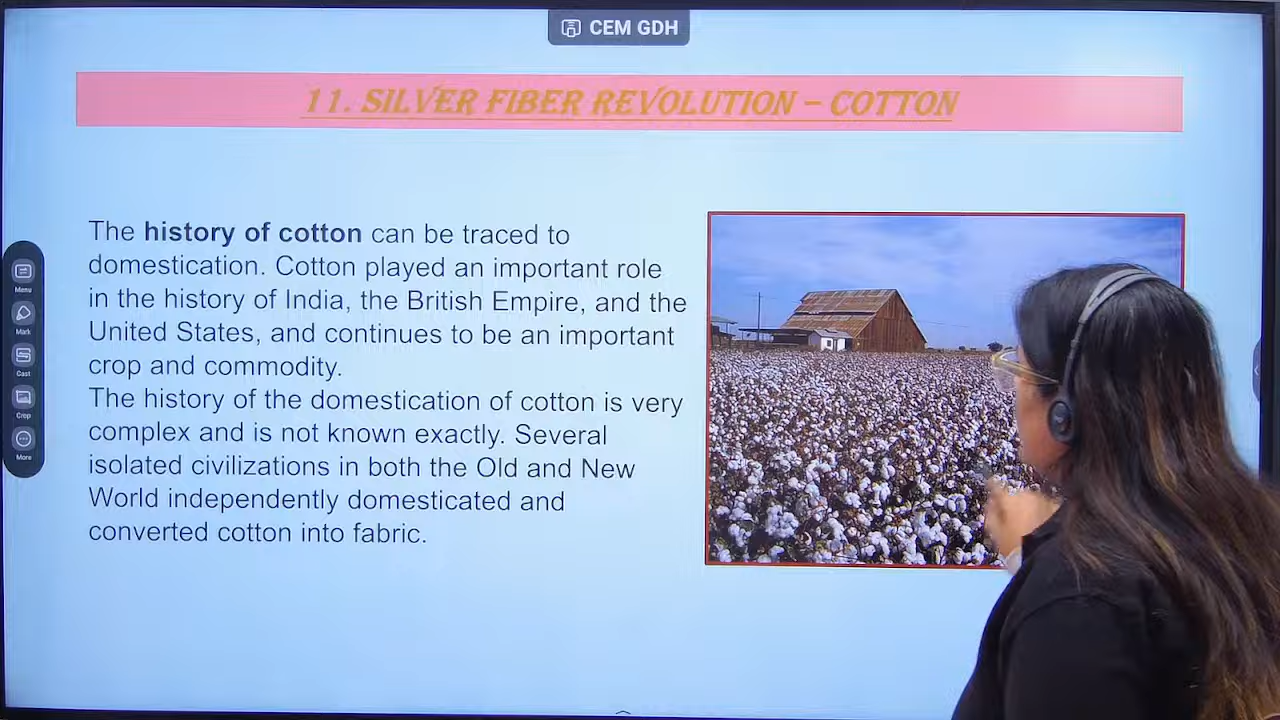 CEM GDH
11. SILVER FIBER REVOLUTION – COTTON
The history of cotton can be traced to
domestication. Cotton played an important role
in the history of India, the British Empire, and the
United States, and continues to be an important
crop and commodity.
The history of the domestication of cotton is very
complex and is not known exactly. Several
isolated civilizations in both the Old and New
World independently domesticated and
converted cotton into fabric.
Menu
Mark
Cast
Crop
More